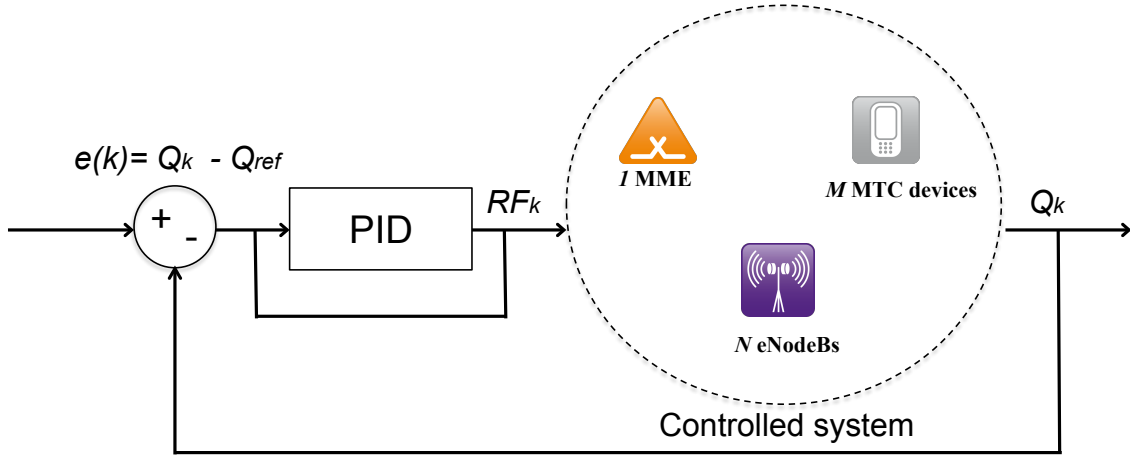 e(k)= Qk - Qref
+
-
PID
RFk
1 MME
M MTC devices
N eNodeBs
Qk
Controlled system